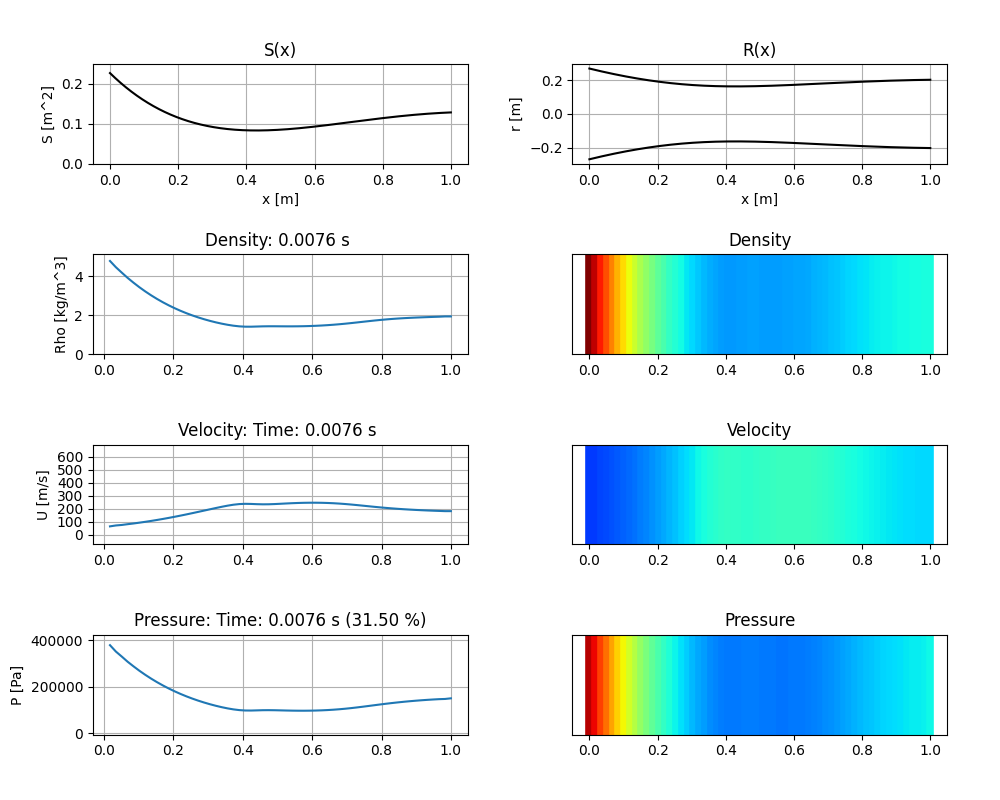 S(x)
S [m^2]
0.2
0.1
0.0
0.0 0.2 0.4 0.6 0.8 1.0
x [m]
R(x)
r [m]
0.2
0.0
−0.2
0.0 0.2 0.4 0.6 0.8 1.0
x [m]
Density: 0.0076 s
Rho [kg/m^3]
4
2
0
0.0 0.2 0.4 0.6 0.8 1.0
Density
0.0 0.2 0.4 0.6 0.8 1.0
Velocity: Time: 0.0076 s
U [m/s]
600
500
400
300
200
100
0
0.0 0.2 0.4 0.6 0.8 1.0
Velocity
0.0 0.2 0.4 0.6 0.8 1.0
Pressure: Time: 0.0076 s (31.50 %)
P [Pa]
400000
200000
0
0.0 0.2 0.4 0.6 0.8 1.0
Pressure
0.0 0.2 0.4 0.6 0.8 1.0